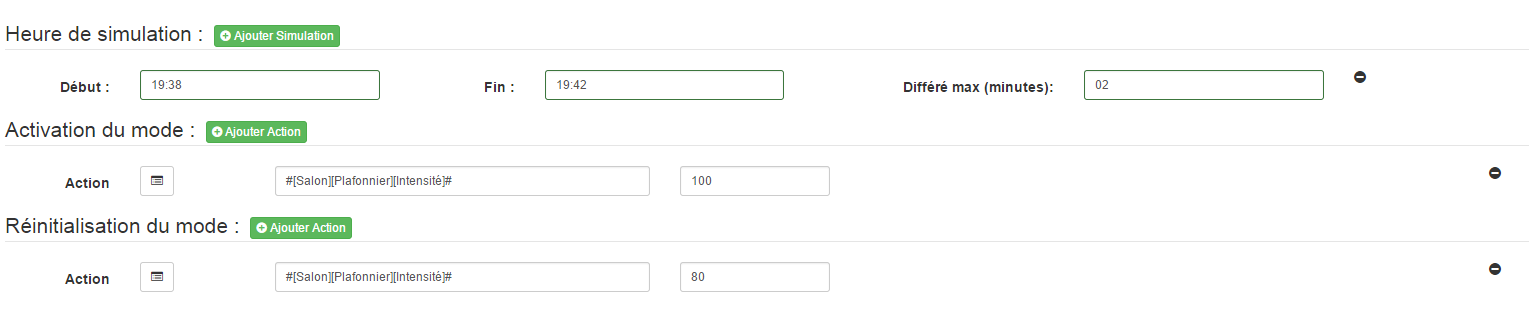 Heure de simulation : Ajouter Simulation
Début : 19:38 Fin : 19:42 Différé max (minutes): 02
Activation du mode : Ajouter Action
Action #[Salon][Plafonnier][Intensité]# 100
Réinitialisation du mode : Ajouter Action
Action #[Salon][Plafonnier][Intensité]# 80